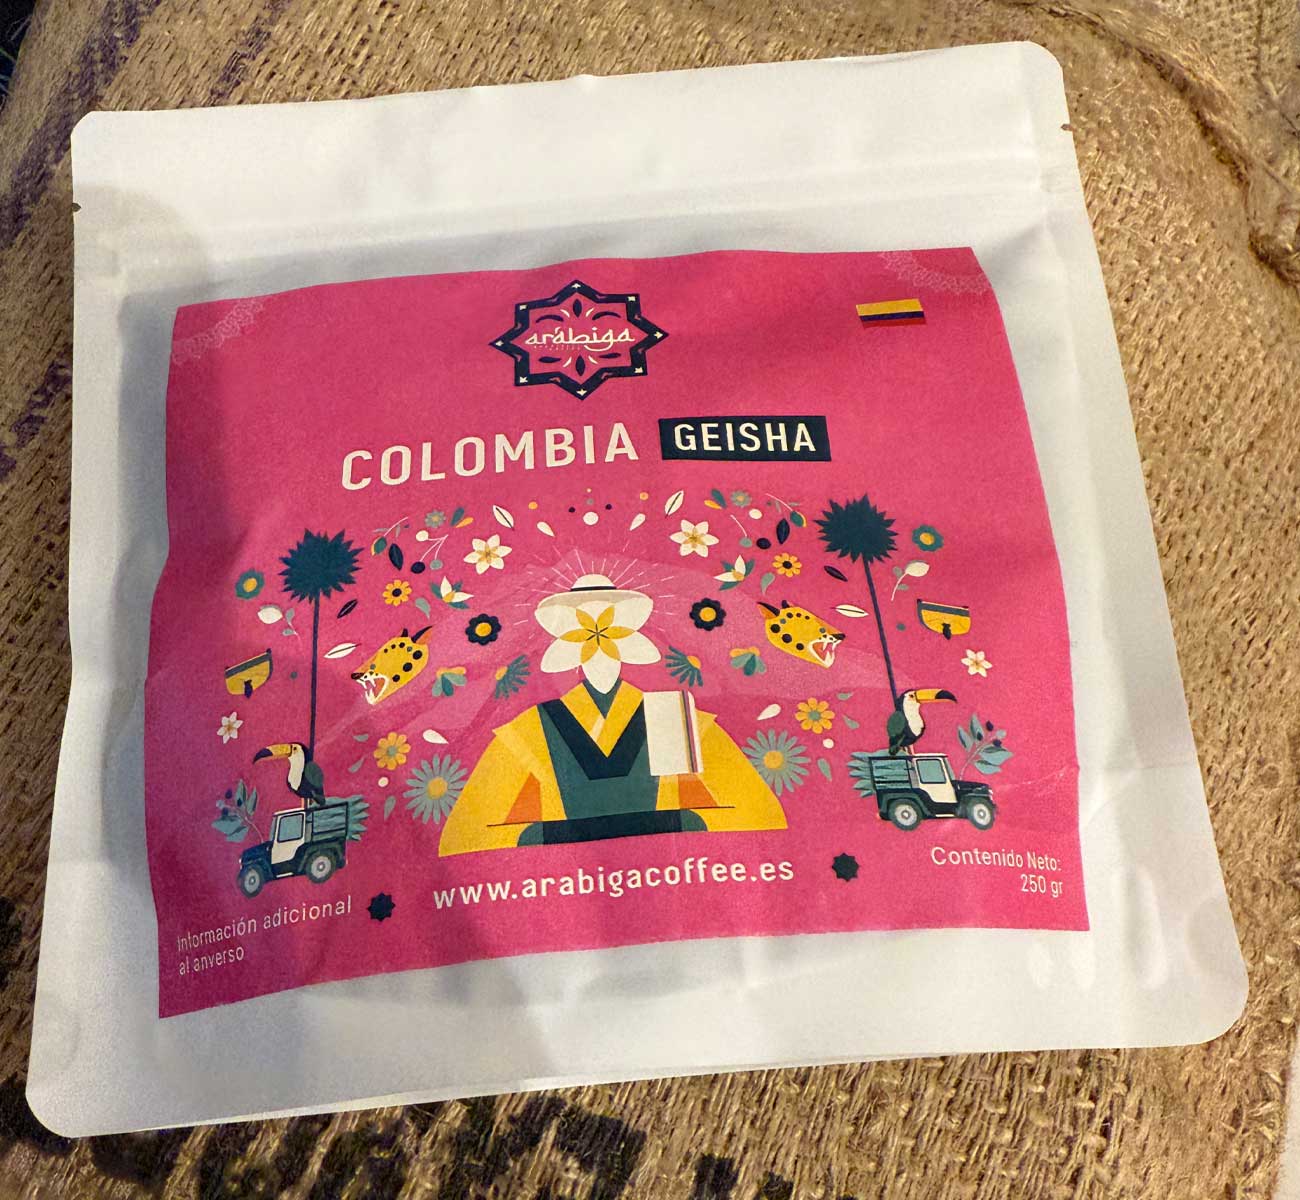 arábiga
COLOMBIA GEISHA
www.arabigacoffee.es
Información adicional
al anverso
Contenido Neto:
250 gr